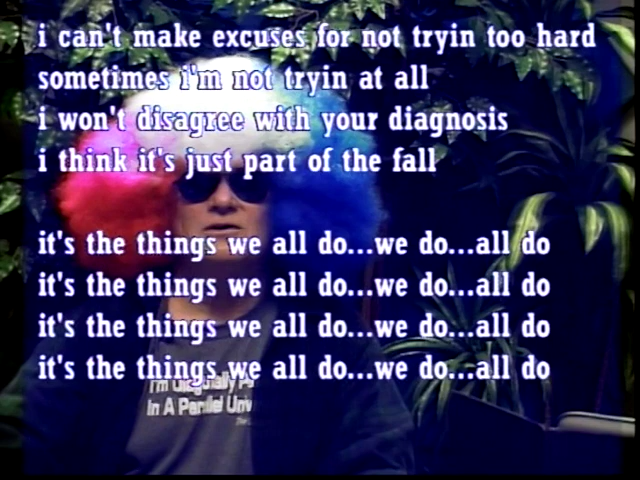 i can't make excuses for not tryin too hard
sometimes i'm not tryin at all
i won't disagree with your diagnosis
i think it's just part of the fall
it's the things we all do...we do...all do
it's the things we all do...we do...all do
it's the things we all do...we do...all do
it's the things we all do...we do...all do
I'm
In A Parallel